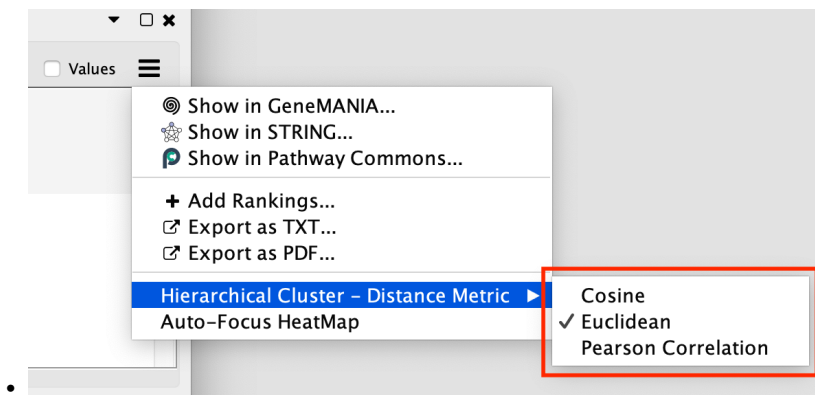 Values
Show in GeneMANIA...
Show in STRING...
Show in Pathway Commons...
Add Rankings...
Export as TXT...
Export as PDF...
Hierarchical Cluster – Distance Metric
Auto-Focus HeatMap
Cosine
Euclidean
Pearson Correlation